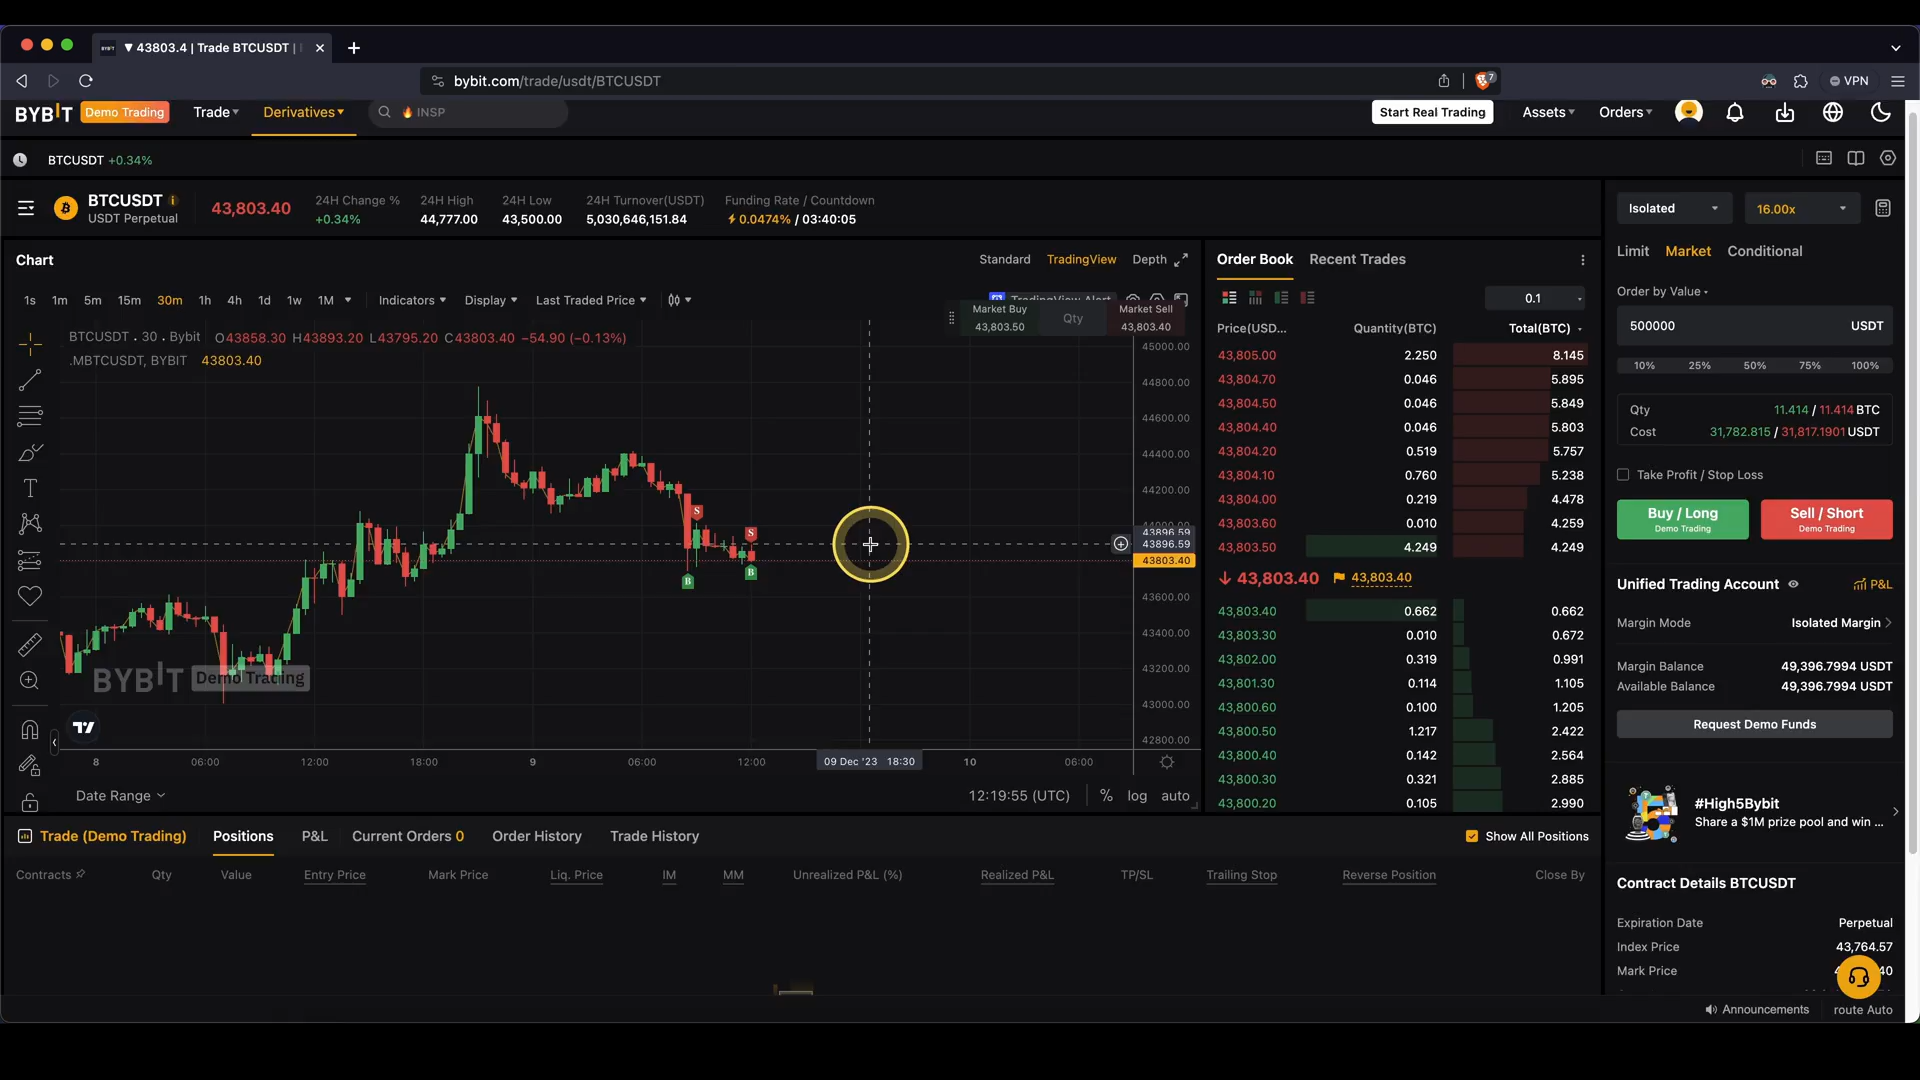 ▼ 43803.4 | Trade BTCUSDT |
bybit.com/trade/usdt/BTCUSDT
7
VPN
BYBIT
Demo Trading
Trade
Derivatives
INSP
Start Real Trading
Assets
Orders
BTCUSDT +0.34%
BTCUSDT
USDT Perpetual
43,803.40
24H Change %
+0.34%
24H High
44,777.00
24H Low
43,500.00
24H Turnover(USDT)
5,030,646,151.84
Funding Rate / Countdown
0.0474% / 03:40:05
Chart
Standard
TradingView
Depth
1s 1m 5m 15m 30m 1h 4h 1d 1w 1M
Indicators
Display
Last Traded Price
TradingView Alert
Market Buy
43,803.50
Qty
Market Sell
43,803.40
BTCUSDT . 30 . Bybit O43858.30 H43893.20 L43795.20 C43803.40 −54.90 (−0.13%)
.MBTCUSDT, BYBIT 43803.40
45000.00
44800.00
44600.00
44400.00
44200.00
44000.00
43896.59
43896.59
43803.40
43600.00
43400.00
43200.00
43000.00
42800.00
S
S
B
B
BYBIT Demo Trading
8 06:00 12:00 18:00 9 06:00 12:00 09 Dec '23 18:30 10 06:00
Date Range
12:19:55 (UTC)
% log auto
Order Book
Recent Trades
0.1
Price(USD... Quantity(BTC) Total(BTC)
43,805.00 2.250 8.145
43,804.70 0.046 5.895
43,804.50 0.046 5.849
43,804.40 0.046 5.803
43,804.20 0.519 5.757
43,804.10 0.760 5.238
43,804.00 0.219 4.478
43,803.60 0.010 4.259
43,803.50 4.249 4.249
43,803.40 43,803.40
43,803.40 0.662 0.662
43,803.30 0.010 0.672
43,802.00 0.319 0.991
43,801.30 0.114 1.105
43,800.60 0.100 1.205
43,800.50 1.217 2.422
43,800.40 0.142 2.564
43,800.30 0.321 2.885
43,800.20 0.105 2.990
Isolated
16.00x
Limit Market Conditional
Order by Value
500000 USDT
10% 25% 50% 75% 100%
Qty 11.414 / 11.414 BTC
Cost 31,782.815 / 31,817.1901 USDT
Take Profit / Stop Loss
Buy / Long
Demo Trading
Sell / Short
Demo Trading
Unified Trading Account
P&L
Margin Mode Isolated Margin
Margin Balance 49,396.7994 USDT
Available Balance 49,396.7994 USDT
Request Demo Funds
#High5Bybit
Share a $1M prize pool and win ...
Contract Details BTCUSDT
Expiration Date Perpetual
Index Price 43,764.57
Mark Price
Trade (Demo Trading)
Positions
P&L
Current Orders 0
Order History
Trade History
Show All Positions
Contracts Qty Value Entry Price Mark Price Liq. Price IM MM Unrealized P&L (%) Realized P&L TP/SL Trailing Stop Reverse Position Close By
Announcements
route Auto